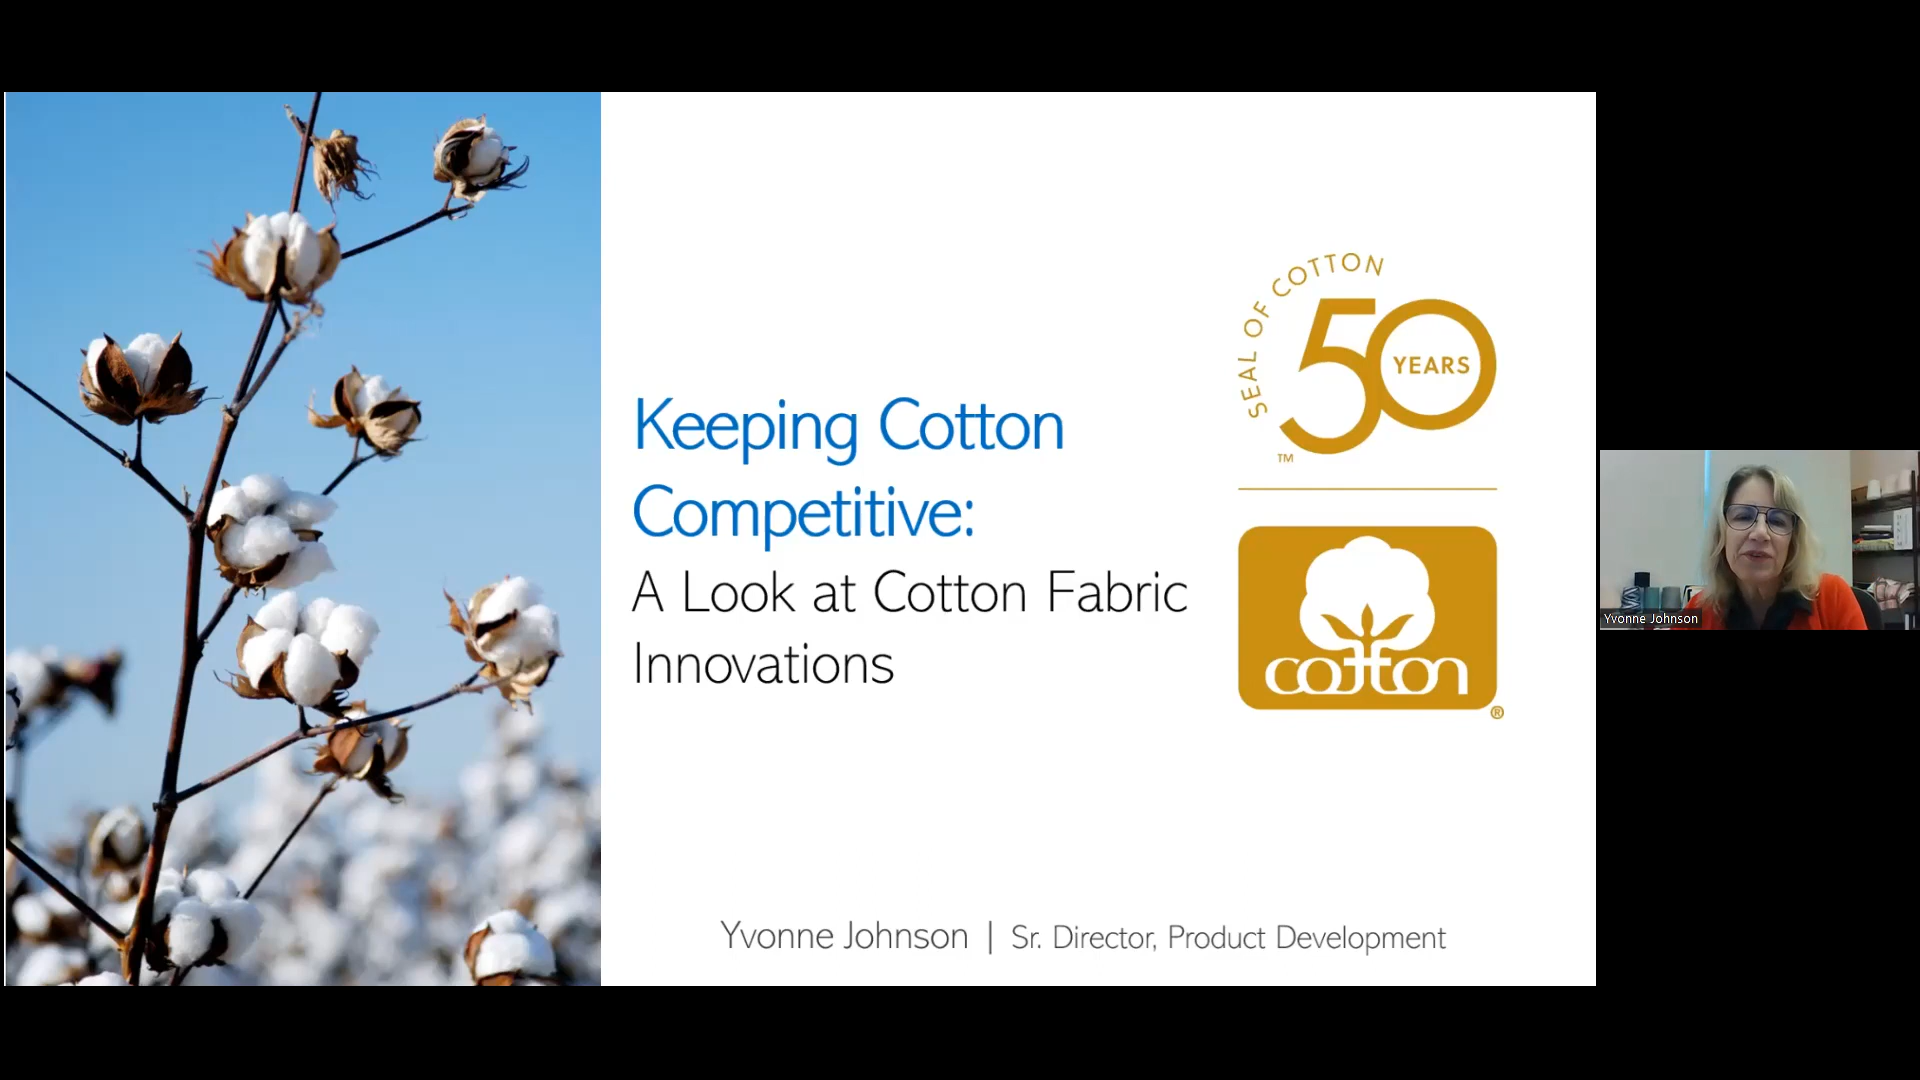 Keeping Cotton
Competitive:
A Look at Cotton Fabric
Innovations
SEAL OF COTTON
50
YEARS
™
cotton
®
Yvonne Johnson | Sr. Director, Product Development
Yvonne Johnson